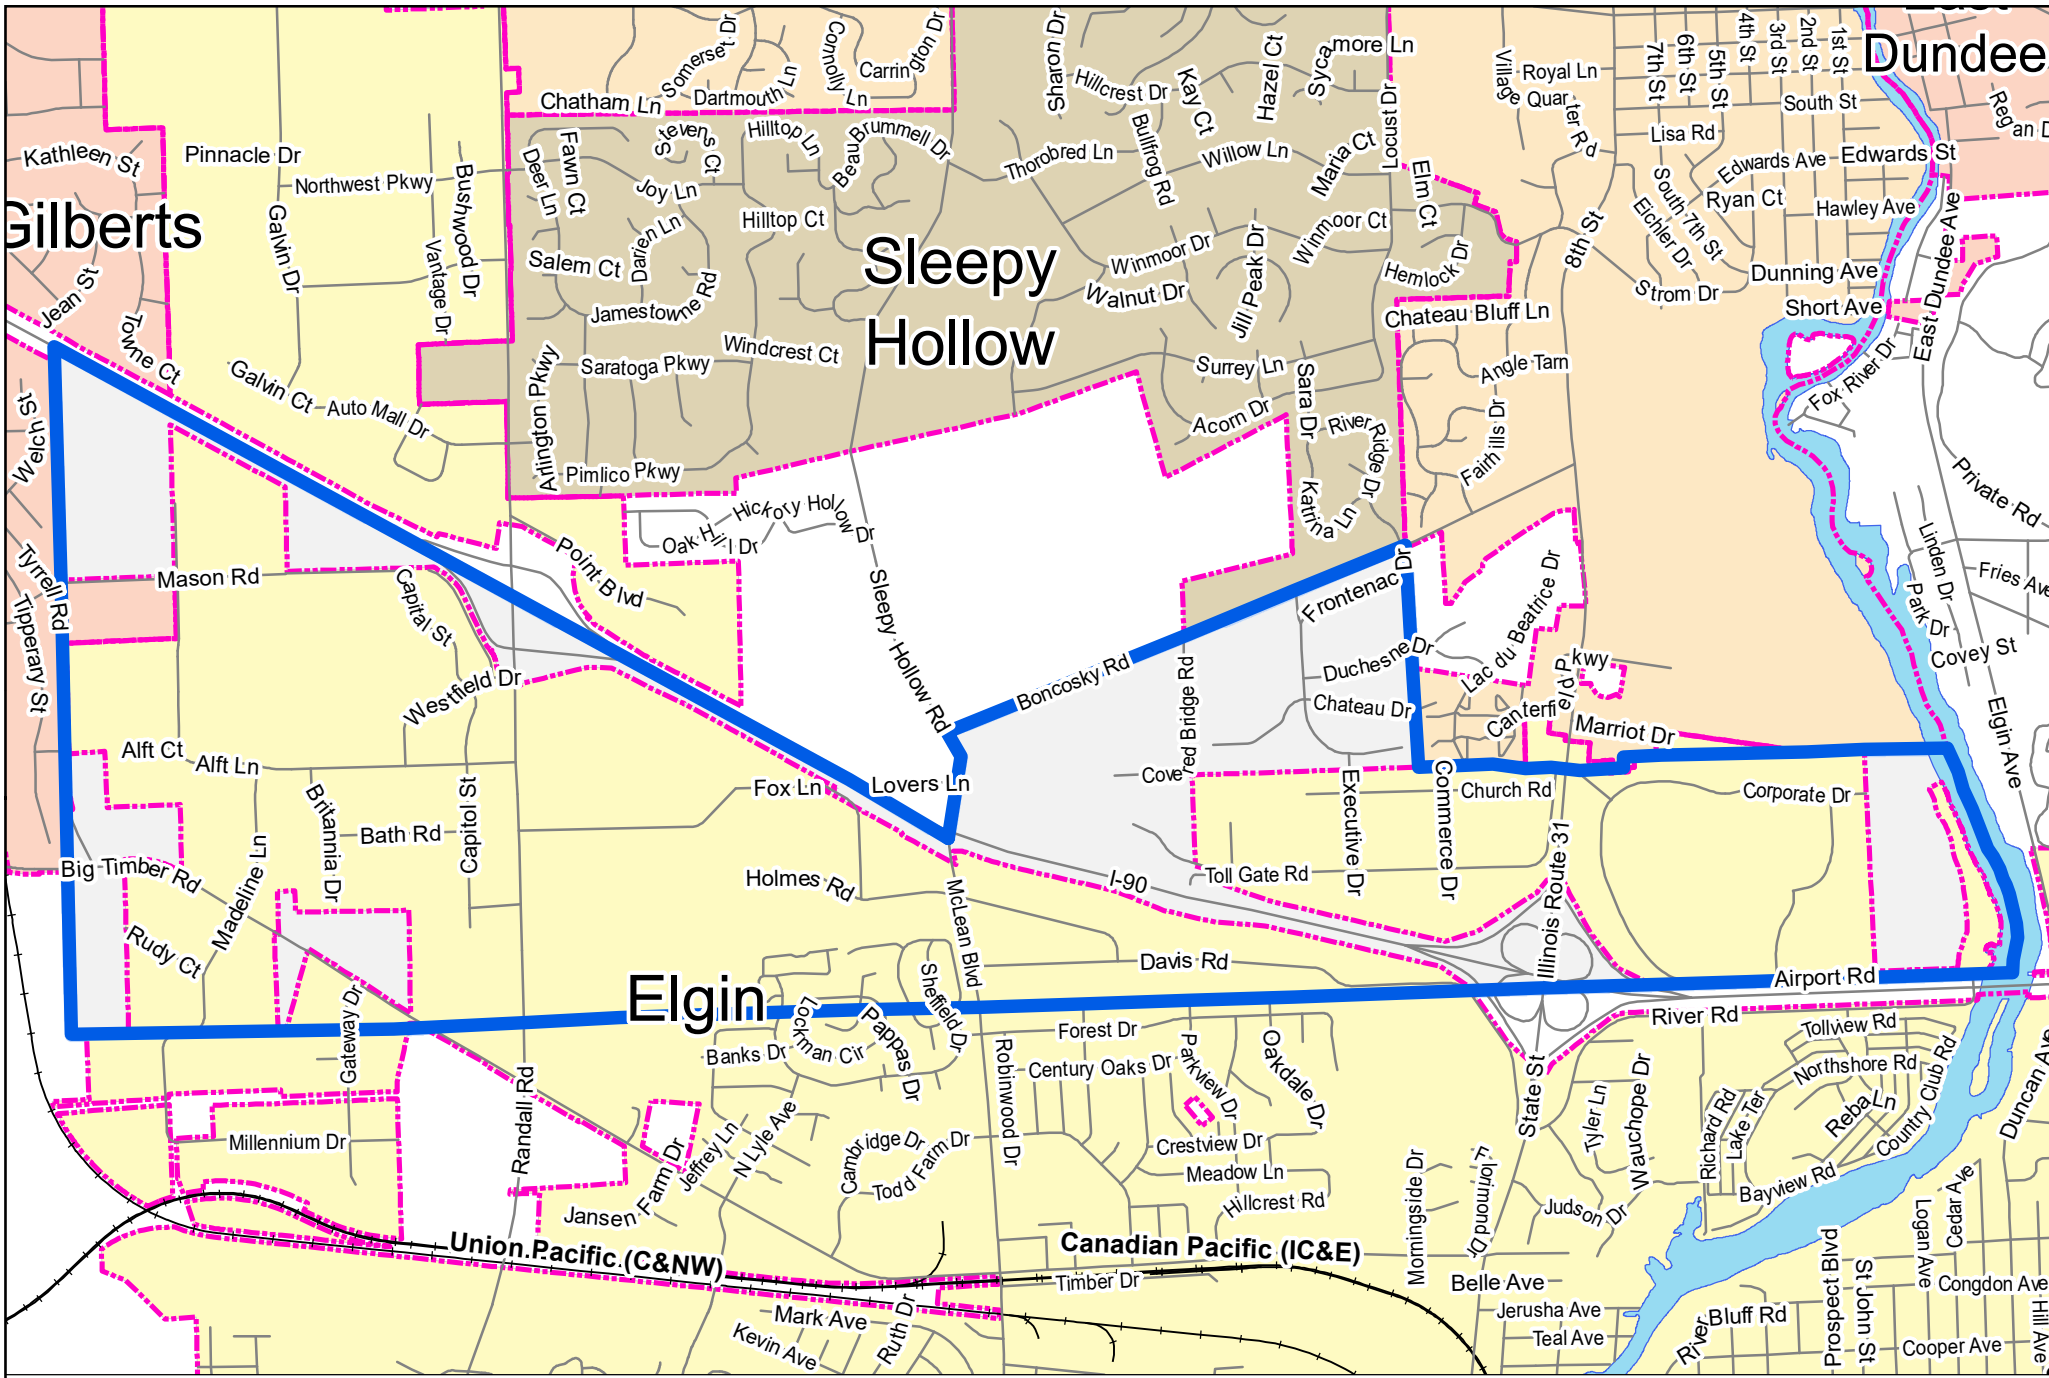 East
Dundee
Gilberts
Sleepy
Hollow
Elgin
Kathleen St
Pinnacle Dr
Northwest Pkwy
Bushwood Dr
Galvin Dr
Vantage Dr
Jean St
Towne Ct
Galvin Ct
Auto Mall Dr
Welch St
Tyrrell Rd
Tipperary St
Mason Rd
Capital St
Westfield Dr
Alft Ct
Alft Ln
Britannia Dr
Bath Rd
Capitol St
Madeline Ln
Big Timber Rd
Rudy Ct
Gateway Dr
Millennium Dr
Randall Rd
Chatham Ln
Somerset Dr
Dartmouth Ln
Connolly Ln
Carrington Dr
Fawn Ct
Deer Ln
Stevens Ct
Hilltop Ln
Beau Brummell Dr
Joy Ln
Hilltop Ct
Darien Ln
Salem Ct
Jamestowne Rd
Arlington Pkwy
Saratoga Pkwy
Windcrest Ct
Pimlico Pkwy
Point Blvd
Oak Hill Dr
Hickory Hollow Dr
Sleepy Hollow Rd
Sharon Dr
Hillcrest Dr
Kay Ct
Hazel Ct
Sycamore Ln
Bullfrog Rd
Thorobred Ln
Willow Ln
Maria Ct
Locust Dr
Elm Ct
Winmoor Dr
Winmoor Ct
Walnut Dr
Jill Peak Dr
Hemlock Dr
Surrey Ln
Acorn Dr
Sara Dr
River Ridge Dr
Katrina Ln
Chateau Bluff Ln
Angle Tarn
Fairhills Dr
Village Quarter Rd
Royal Ln
8th St
7th St
6th St
5th St
4th St
3rd St
2nd St
1st St
South St
Lisa Rd
Edwards Ave
Edwards St
South 7th St
Ryan Ct
Hawley Ave
Eichler Dr
Dunning Ave
Strom Dr
Short Ave
East Dundee Ave
Regan D
Fox River Dr
Private Rd
Linden Dr
Fries Ave
Park Dr
Covey St
Elgin Ave
Boncosky Rd
Frontenac Dr
Duchesne Dr
Chateau Dr
Covered Bridge Rd
Lac du Beatrice Dr
Canterfield Pkwy
Marriot Dr
Lovers Ln
Fox Ln
Executive Dr
Commerce Dr
Church Rd
Corporate Dr
Toll Gate Rd
Illinois Route 31
I-90
Holmes Rd
McLean Blvd
Davis Rd
Airport Rd
River Rd
Sheffield Dr
Lockman Cir
Pappas Dr
Banks Dr
Forest Dr
Robinwood Dr
Century Oaks Dr
Parkview Dr
Oakdale Dr
Crestview Dr
Meadow Ln
Hillcrest Rd
State St
Tyler Ln
Wauchope Dr
Richard Rd
Lake Ter
Tollview Rd
Northshore Rd
Reba Ln
Country Club Rd
Duncan Ave
Bayview Rd
Judson Dr
Furmond Dr
Morningside Dr
Jansen Farm Dr
Jeffrey Ln
N Lyle Ave
Cambridge Dr
Todd Farm Dr
Union Pacific (C&NW)
Canadian Pacific (IC&E)
Timber Dr
Mark Ave
Kevin Ave
Ruth Dr
Belle Ave
Jerusha Ave
Teal Ave
River Bluff Rd
Prospect Blvd
St John St
Logan Ave
Cedar Ave
Congdon Ave
Cooper Ave
Hill Ave